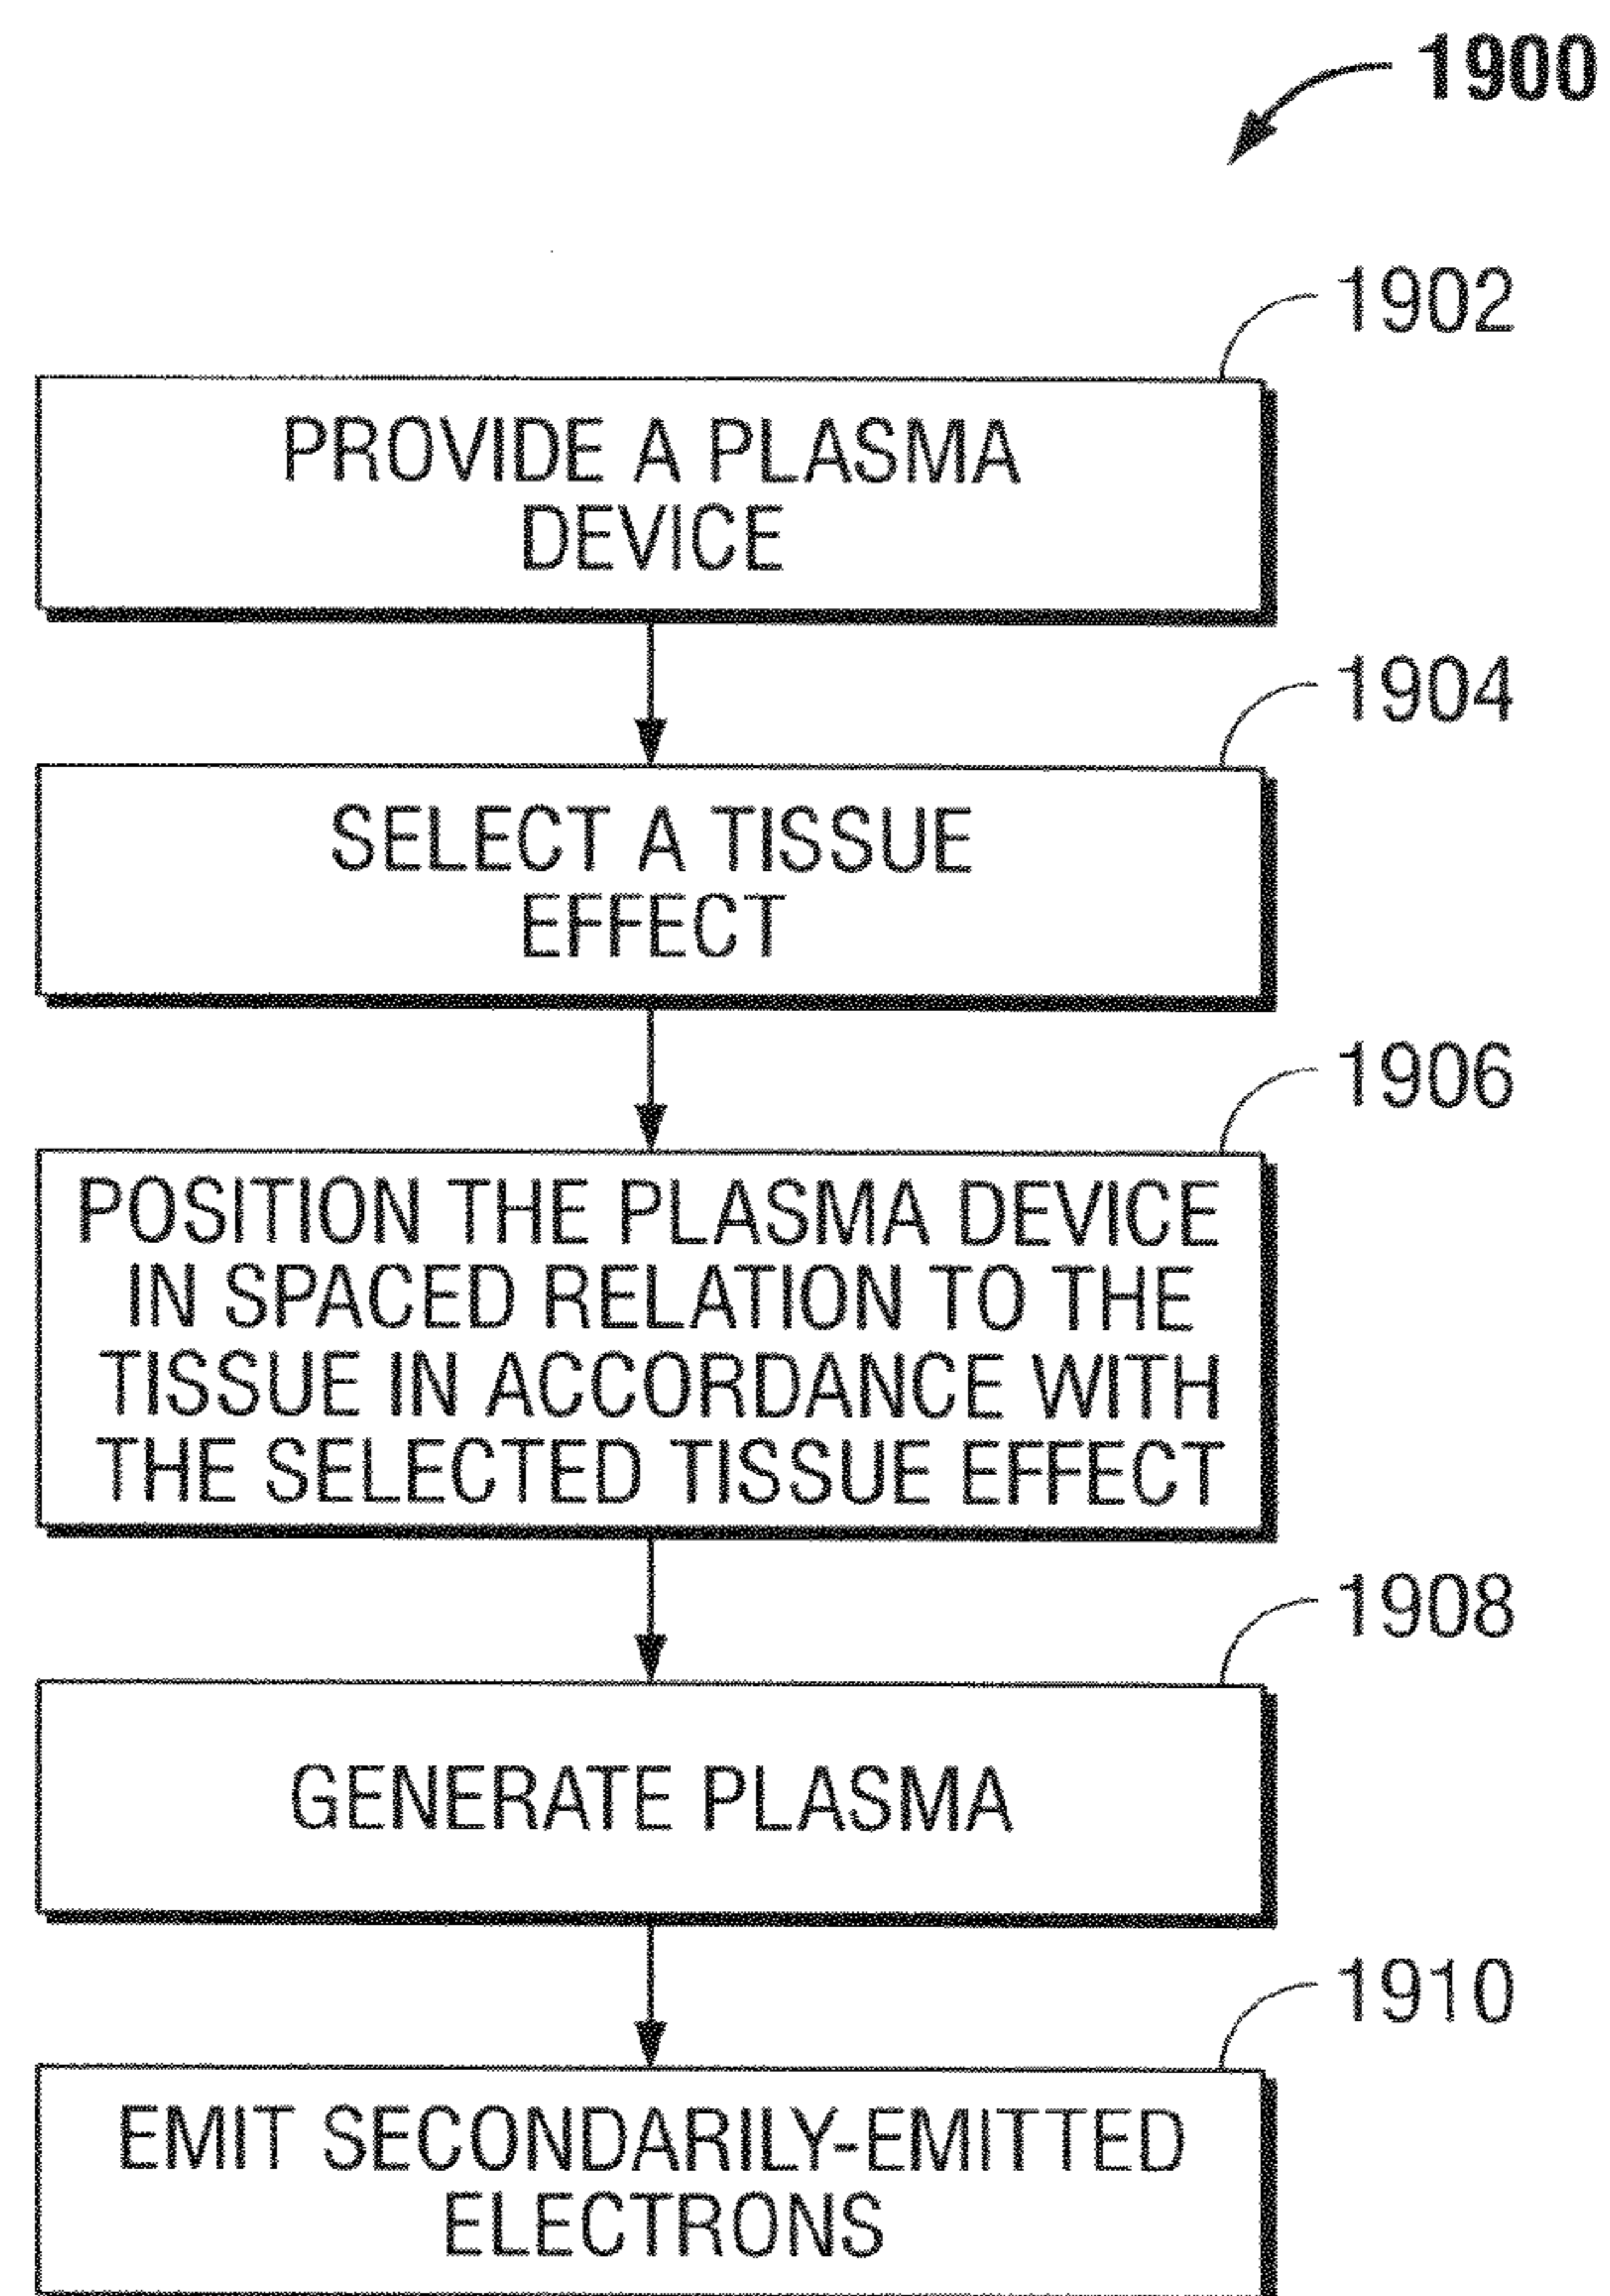 1900
1902
PROVIDE A PLASMA
DEVICE
1904
SELECT A TISSUE
EFFECT
1906
POSITION THE PLASMA DEVICE
IN SPACED RELATION TO THE
TISSUE IN ACCORDANCE WITH
THE SELECTED TISSUE EFFECT
1908
GENERATE PLASMA
1910
EMIT SECONDARILY-EMITTED
ELECTRONS